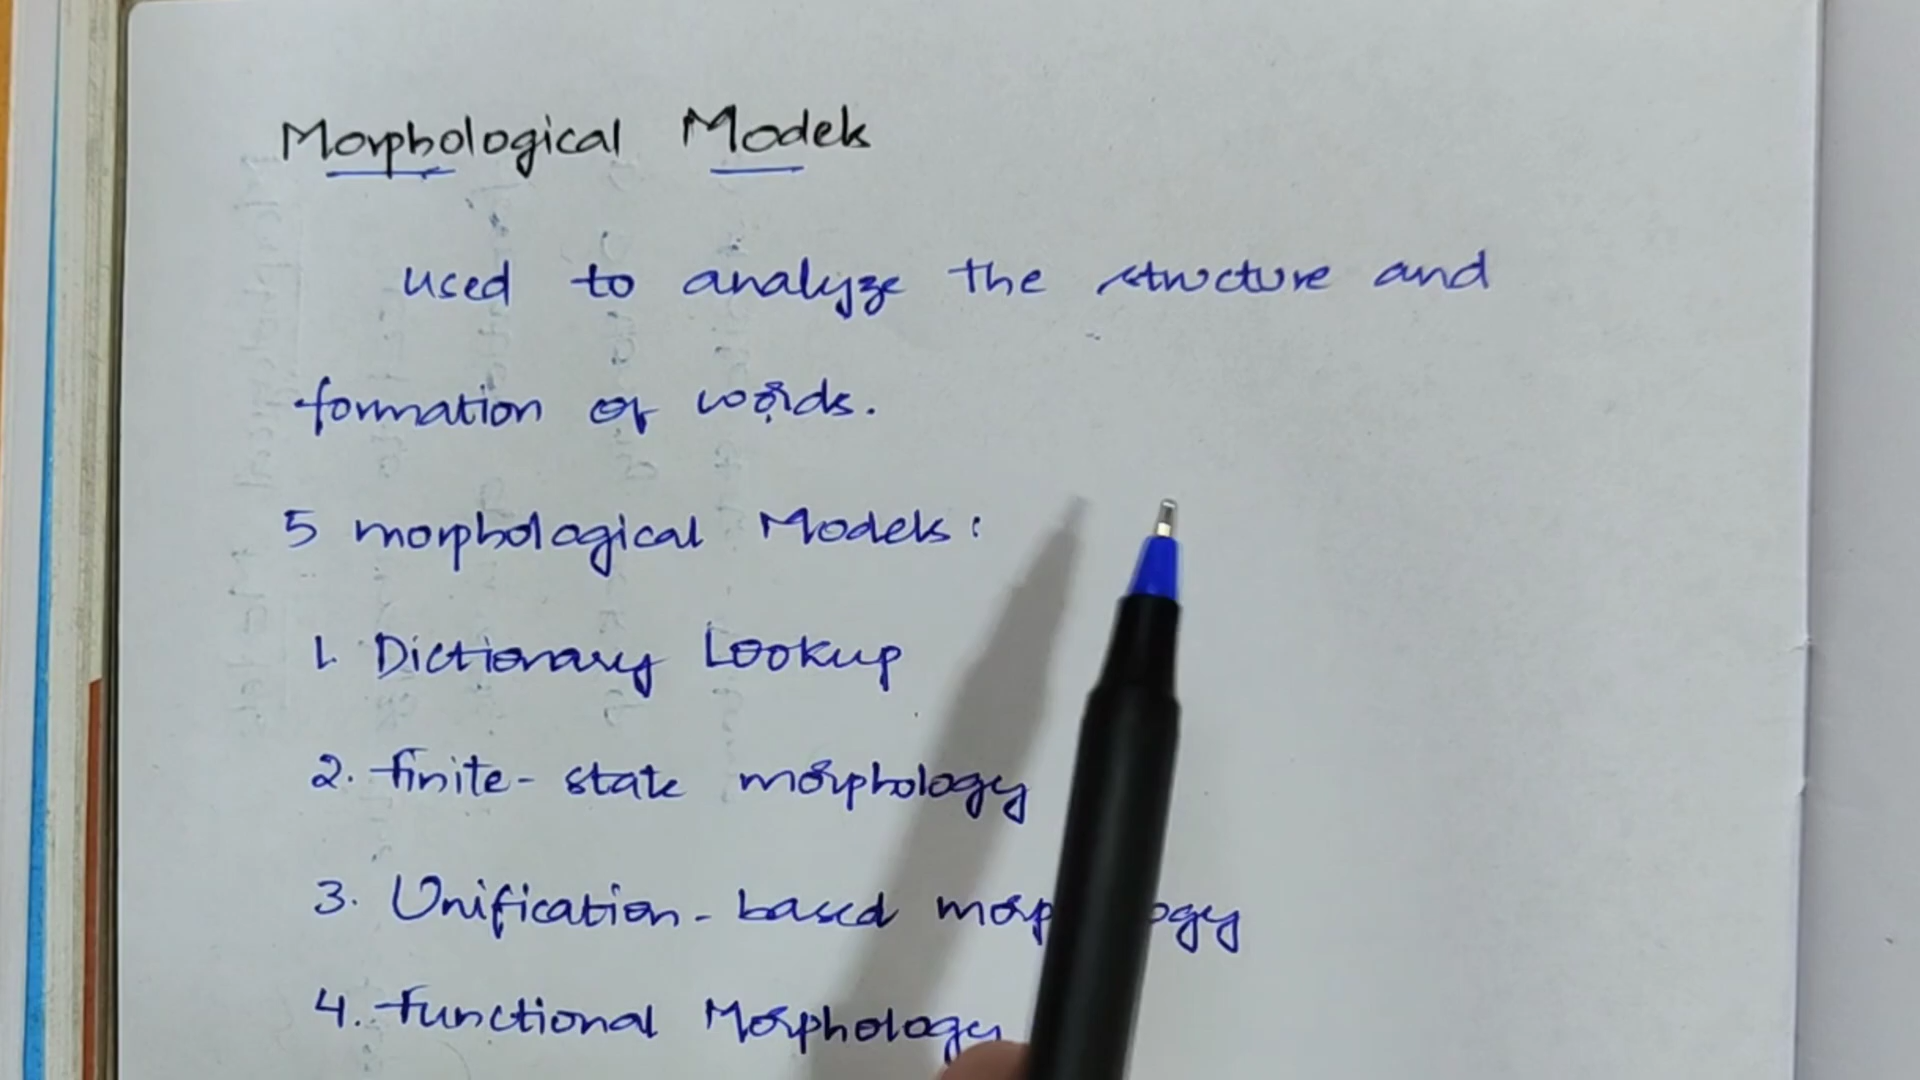 Morphological Models
used to analyze the structure and
formation of words.
5 morphological Models:
1. Dictionary Lookup
2. finite-state morphology
3. Unification-based
4. functional Morphology